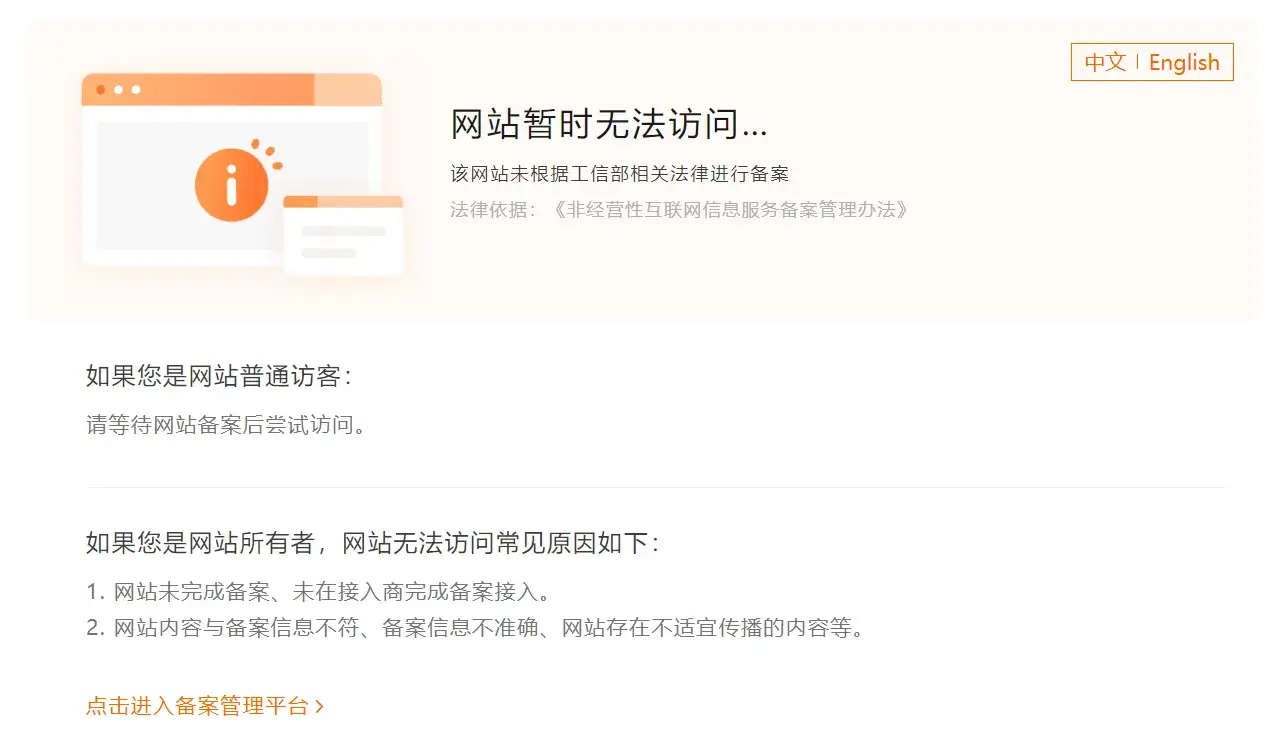 中文 | English
网站暂时无法访问...
该网站未根据工信部相关法律进行备案
法律依据：《非经营性互联网信息服务备案管理办法》
如果您是网站普通访客：
请等待网站备案后尝试访问。
如果您是网站所有者，网站无法访问常见原因如下：
1. 网站未完成备案、未在接入商完成备案接入。
2. 网站内容与备案信息不符、备案信息不准确、网站存在不适宜传播的内容等。
点击进入备案管理平台 >